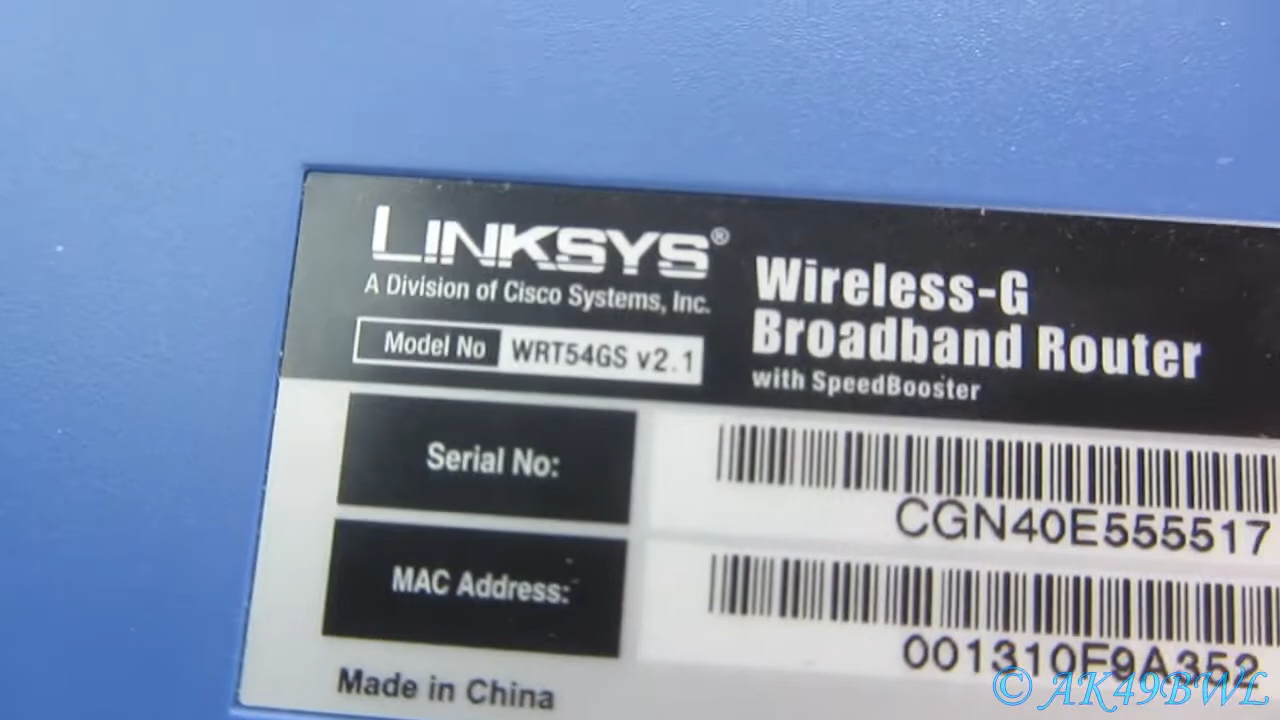 LINKSYS®
A Division of Cisco Systems, Inc.
Model No WRT54GS v2.1
Wireless-G
Broadband Router
with SpeedBooster
Serial No:
CGN40E555517
MAC Address:
001310E9A352
Made in China
© AK49BWL